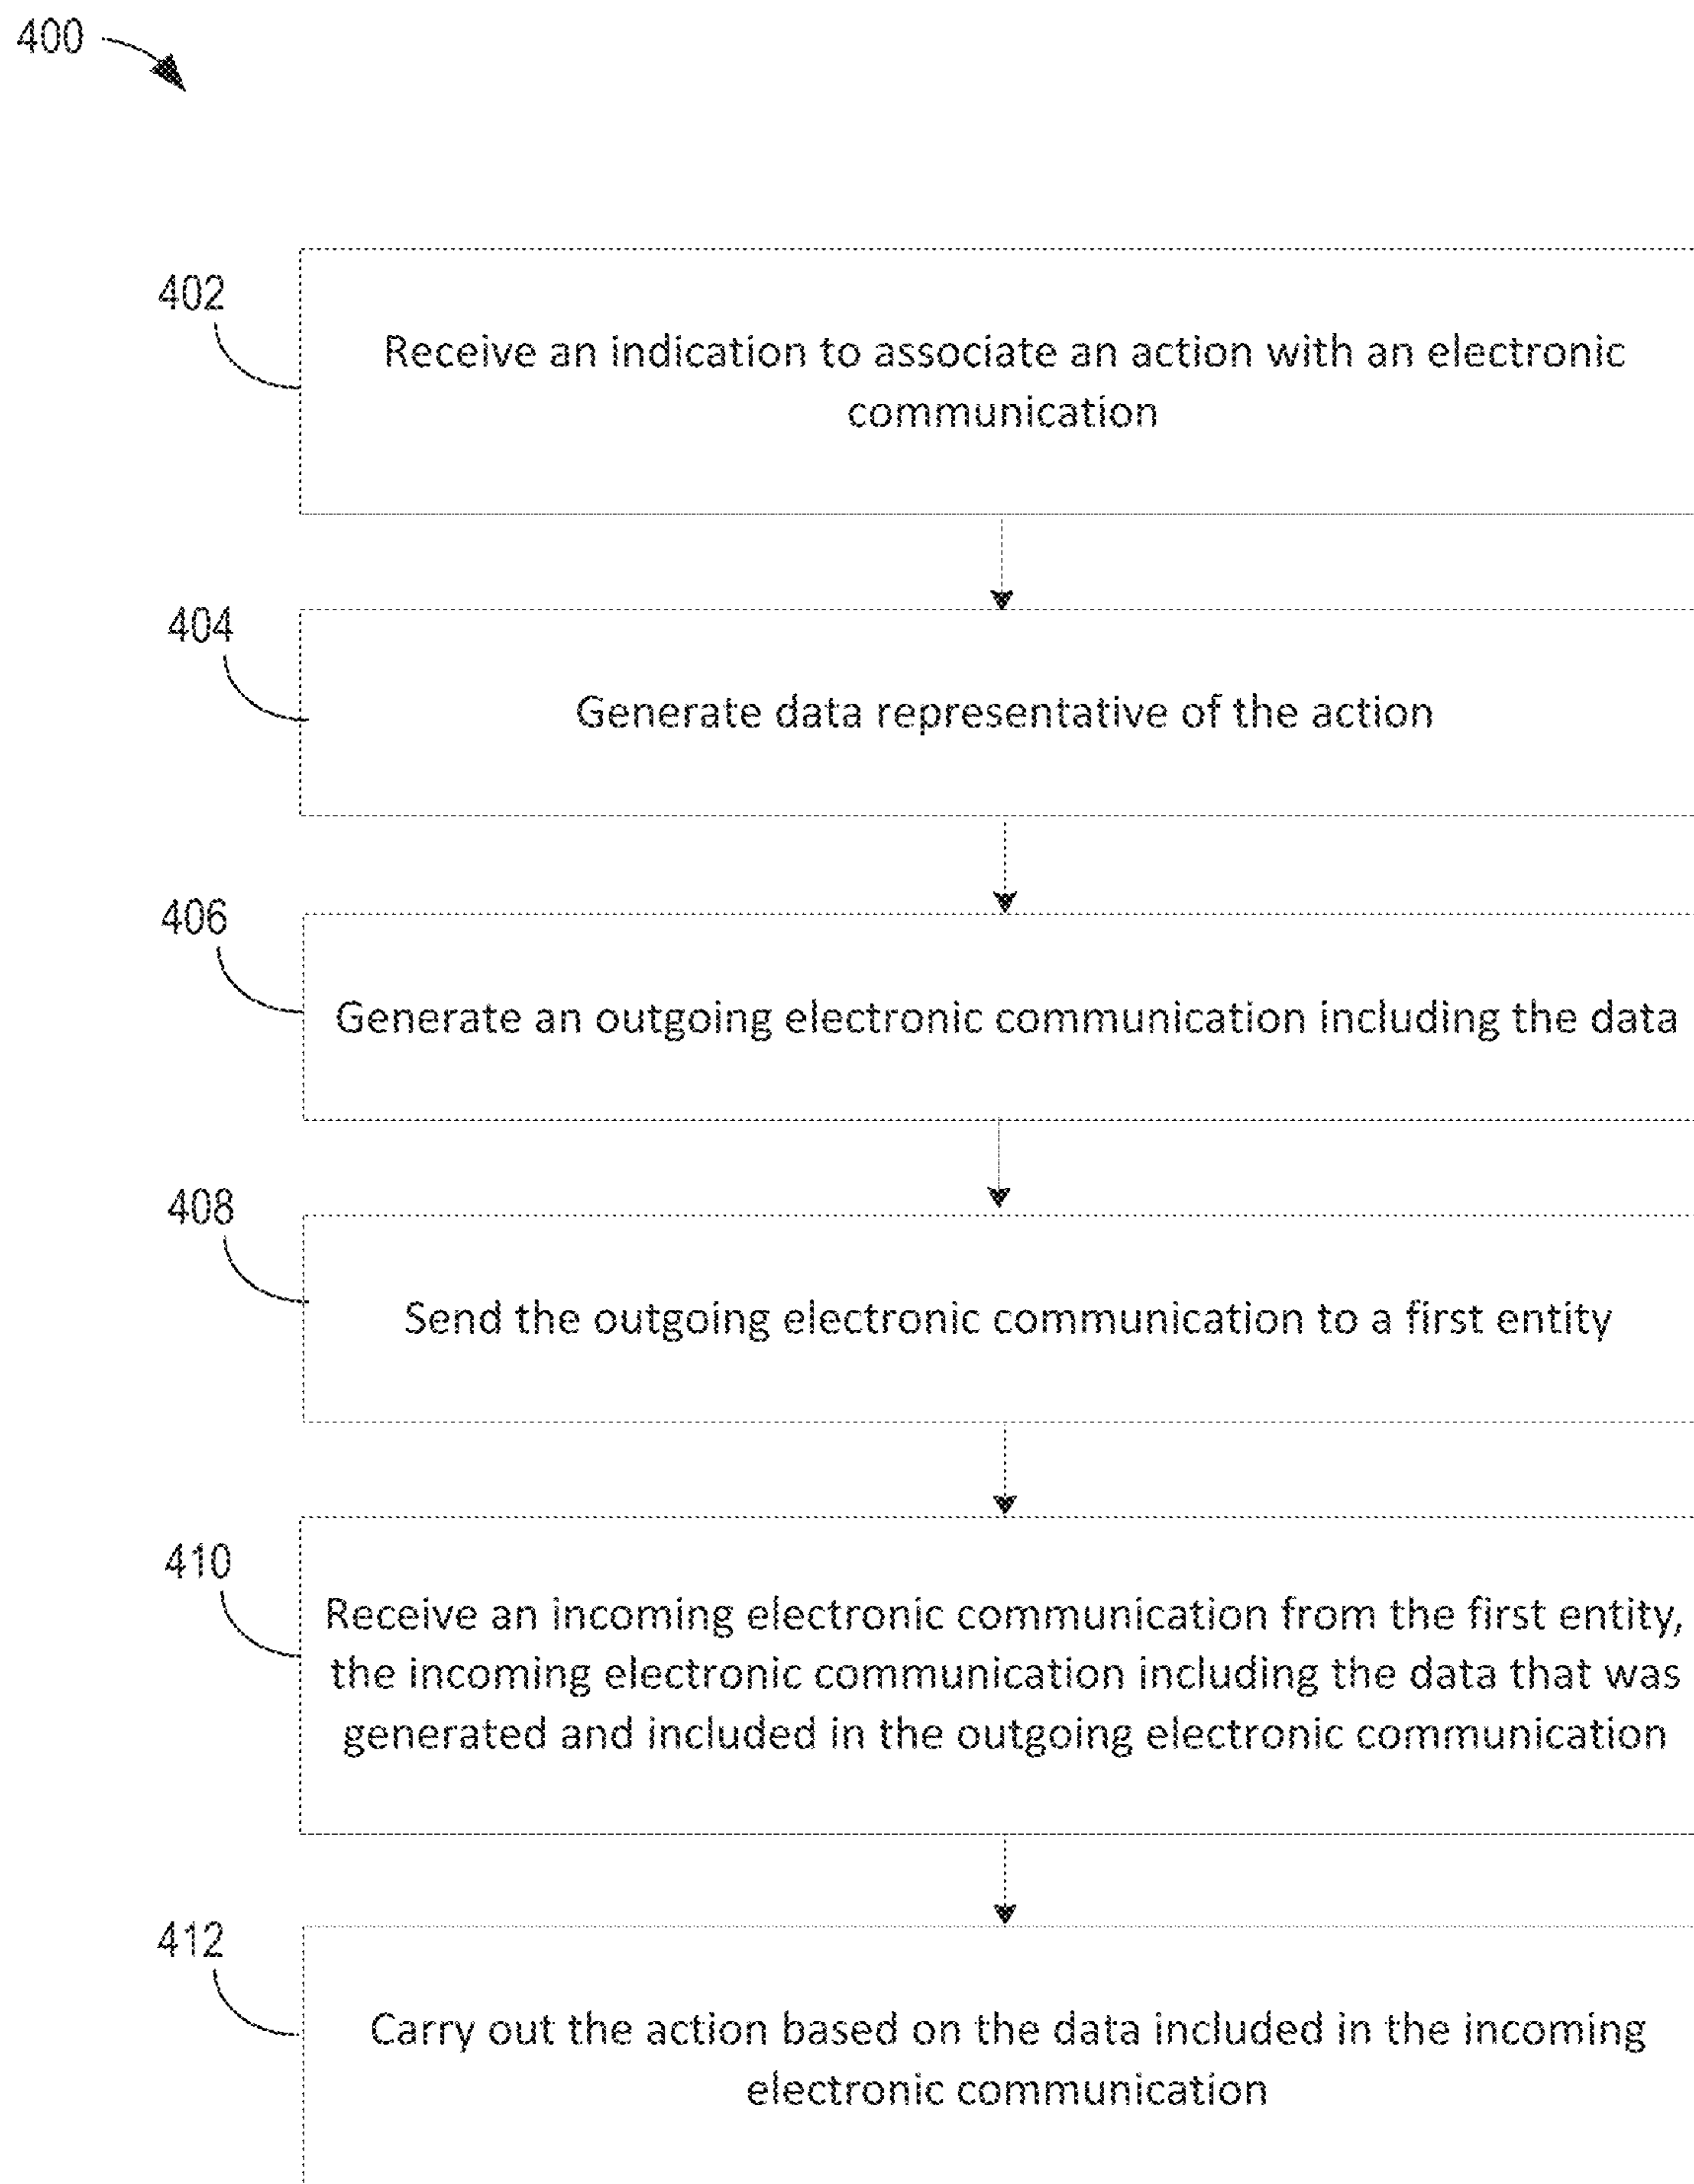 400
402
Receive an indication to associate an action with an electronic
communication
404
Generate data representative of the action
406
Generate an outgoing electronic communication including the data
408
Send the outgoing electronic communication to a first entity
410
Receive an incoming electronic communication from the first entity,
the incoming electronic communication including the data that was
generated and included in the outgoing electronic communication
412
Carry out the action based on the data included in the incoming
electronic communication